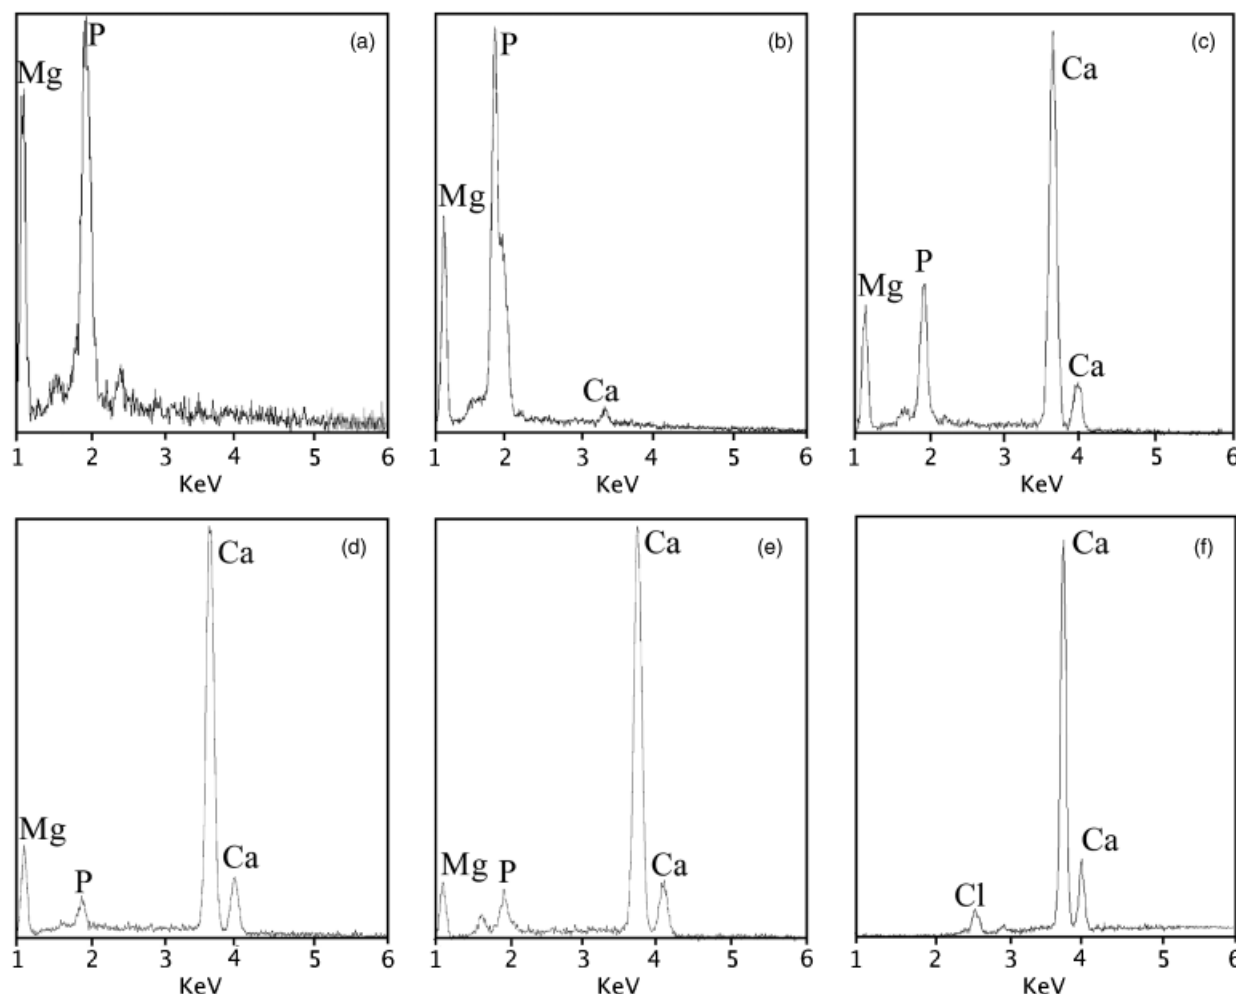 (a) (b) (c)
P P Ca
Mg Mg Mg P Ca
Ca
1 2 3 4 5 6 1 2 3 4 5 6 1 2 3 4 5 6
KeV KeV KeV
(d) (e) (f)
Ca Ca Ca
Mg P Ca Mg P Ca Cl Ca
1 2 3 4 5 6 1 2 3 4 5 6 1 2 3 4 5 6
KeV KeV KeV